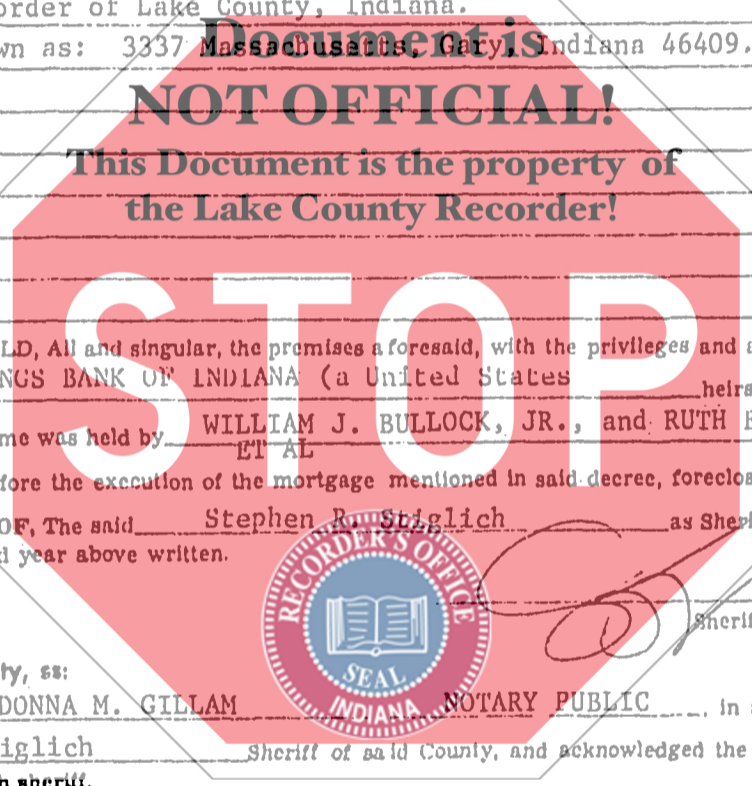 order of Lake County, Indiana.
wn as: 3337 Massachusetts, Gary, Indiana 46409.
Document is
NOT OFFICIAL!
This Document is the property of
the Lake County Recorder!
STOP
LD, All and singular, the premises aforesaid, with the privileges and a
NGS BANK OF INDIANA (a United States heirs
me was held by WILLIAM J. BULLOCK, JR., and RUTH
ET AL
fore the execution of the mortgage mentioned in said decree, foreclos
OF, The said Stephen R. Stiglich as Sheri
d year above written.
RECORDER'S OFFICE
SEAL
INDIANA
Sherif
ty, ss:
DONNA M. GILLAM NOTARY PUBLIC, in
iglich Sheriff of said County, and acknowledged the
h sheriff.